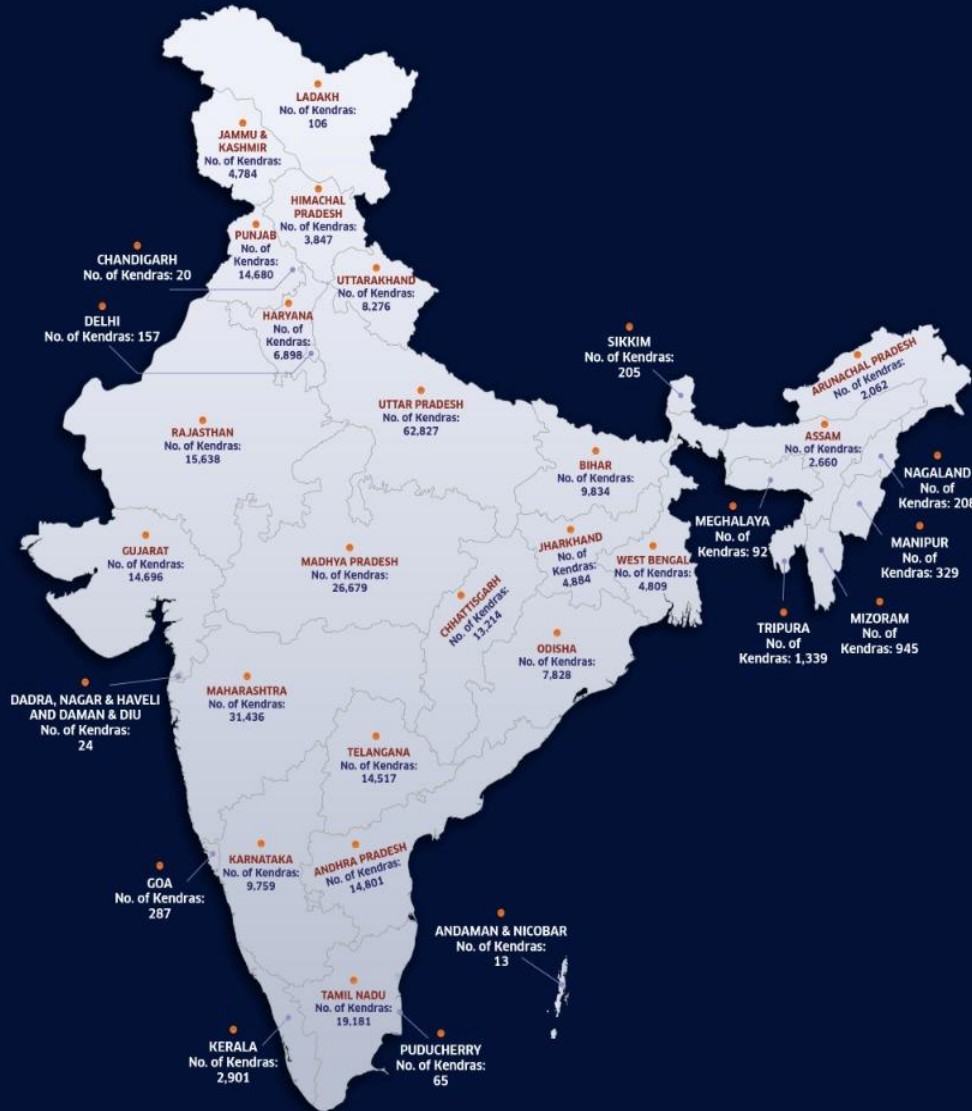 LADAKH
No. of Kendras:
106
JAMMU &
KASHMIR
No. of Kendras:
4,784
HIMACHAL
PRADESH
No. of Kendras:
3,847
PUNJAB
No. of
Kendras:
14,680
CHANDIGARH
No. of Kendras: 20
UTTARAKHAND
No. of Kendras:
8,276
DELHI
No. of Kendras: 157
HARYANA
No. of
Kendras:
6,898
SIKKIM
No. of Kendras:
205
ARUNACHAL PRADESH
No. of Kendras:
2,062
UTTAR PRADESH
No. of Kendras:
62,827
RAJASTHAN
No. of Kendras:
15,638
ASSAM
No. of Kendras:
2,660
BIHAR
No. of Kendras:
9,834
NAGALAND
No. of
Kendras: 208
MEGHALAYA
No. of
Kendras: 92
MANIPUR
No. of
Kendras: 329
GUJARAT
No. of Kendras:
14,696
MADHYA PRADESH
No. of Kendras:
26,679
JHARKHAND
No. of
Kendras:
4,884
WEST BENGAL
No. of Kendras:
4,809
CHHATTISGARH
No. of Kendras:
13,214
TRIPURA
No. of
Kendras: 1,339
MIZORAM
No. of
Kendras: 945
ODISHA
No. of Kendras:
7,828
DADRA, NAGAR & HAVELI
AND DAMAN & DIU
No. of Kendras:
24
MAHARASHTRA
No. of Kendras:
31,436
TELANGANA
No. of Kendras:
14,517
KARNATAKA
No. of Kendras:
9,759
ANDHRA PRADESH
No. of Kendras:
14,801
GOA
No. of Kendras:
287
ANDAMAN & NICOBAR
No. of Kendras:
13
TAMIL NADU
No. of Kendras:
19,181
KERALA
No. of Kendras:
2,901
PUDUCHERRY
No. of Kendras:
65